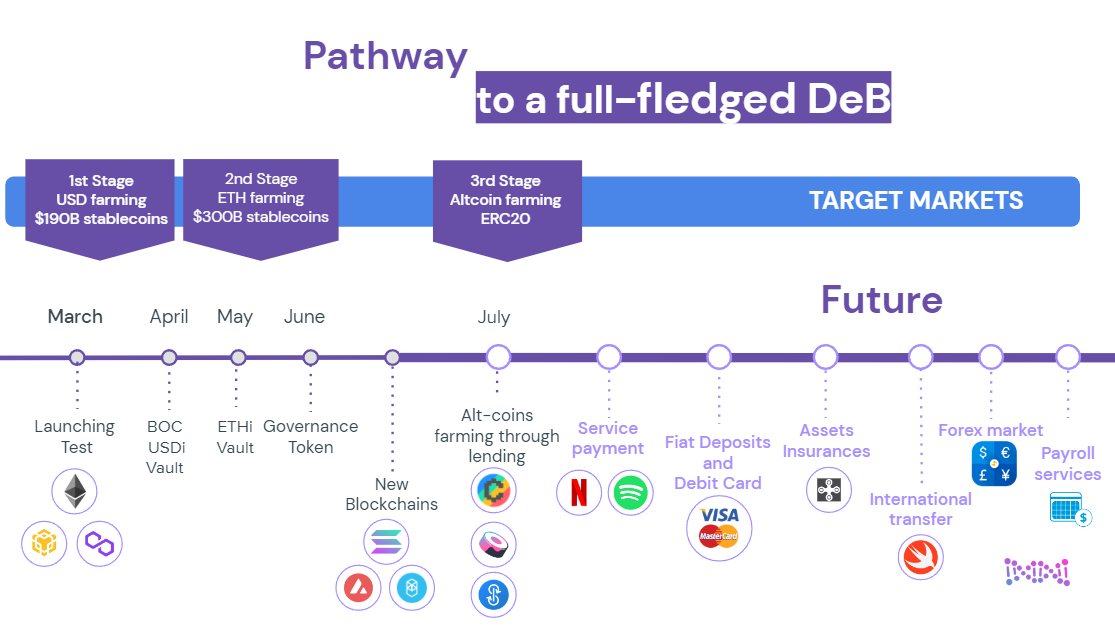 Pathway
to a full-fledged DeB
1st Stage
USD farming
$190B stablecoins
2nd Stage
ETH farming
$300B stablecoins
3rd Stage
Altcoin farming
ERC20
TARGET MARKETS
Future
March
April
May
June
July
Launching
Test
BOC
USDi
Vault
ETHi
Vault
Governance
Token
New
Blockchains
Alt-coins
farming through
lending
Service
payment
Fiat Deposits
and
Debit Card
VISA
MasterCard
Assets
Insurances
International
transfer
Forex market
$ €
£ ¥
Payroll
services
$